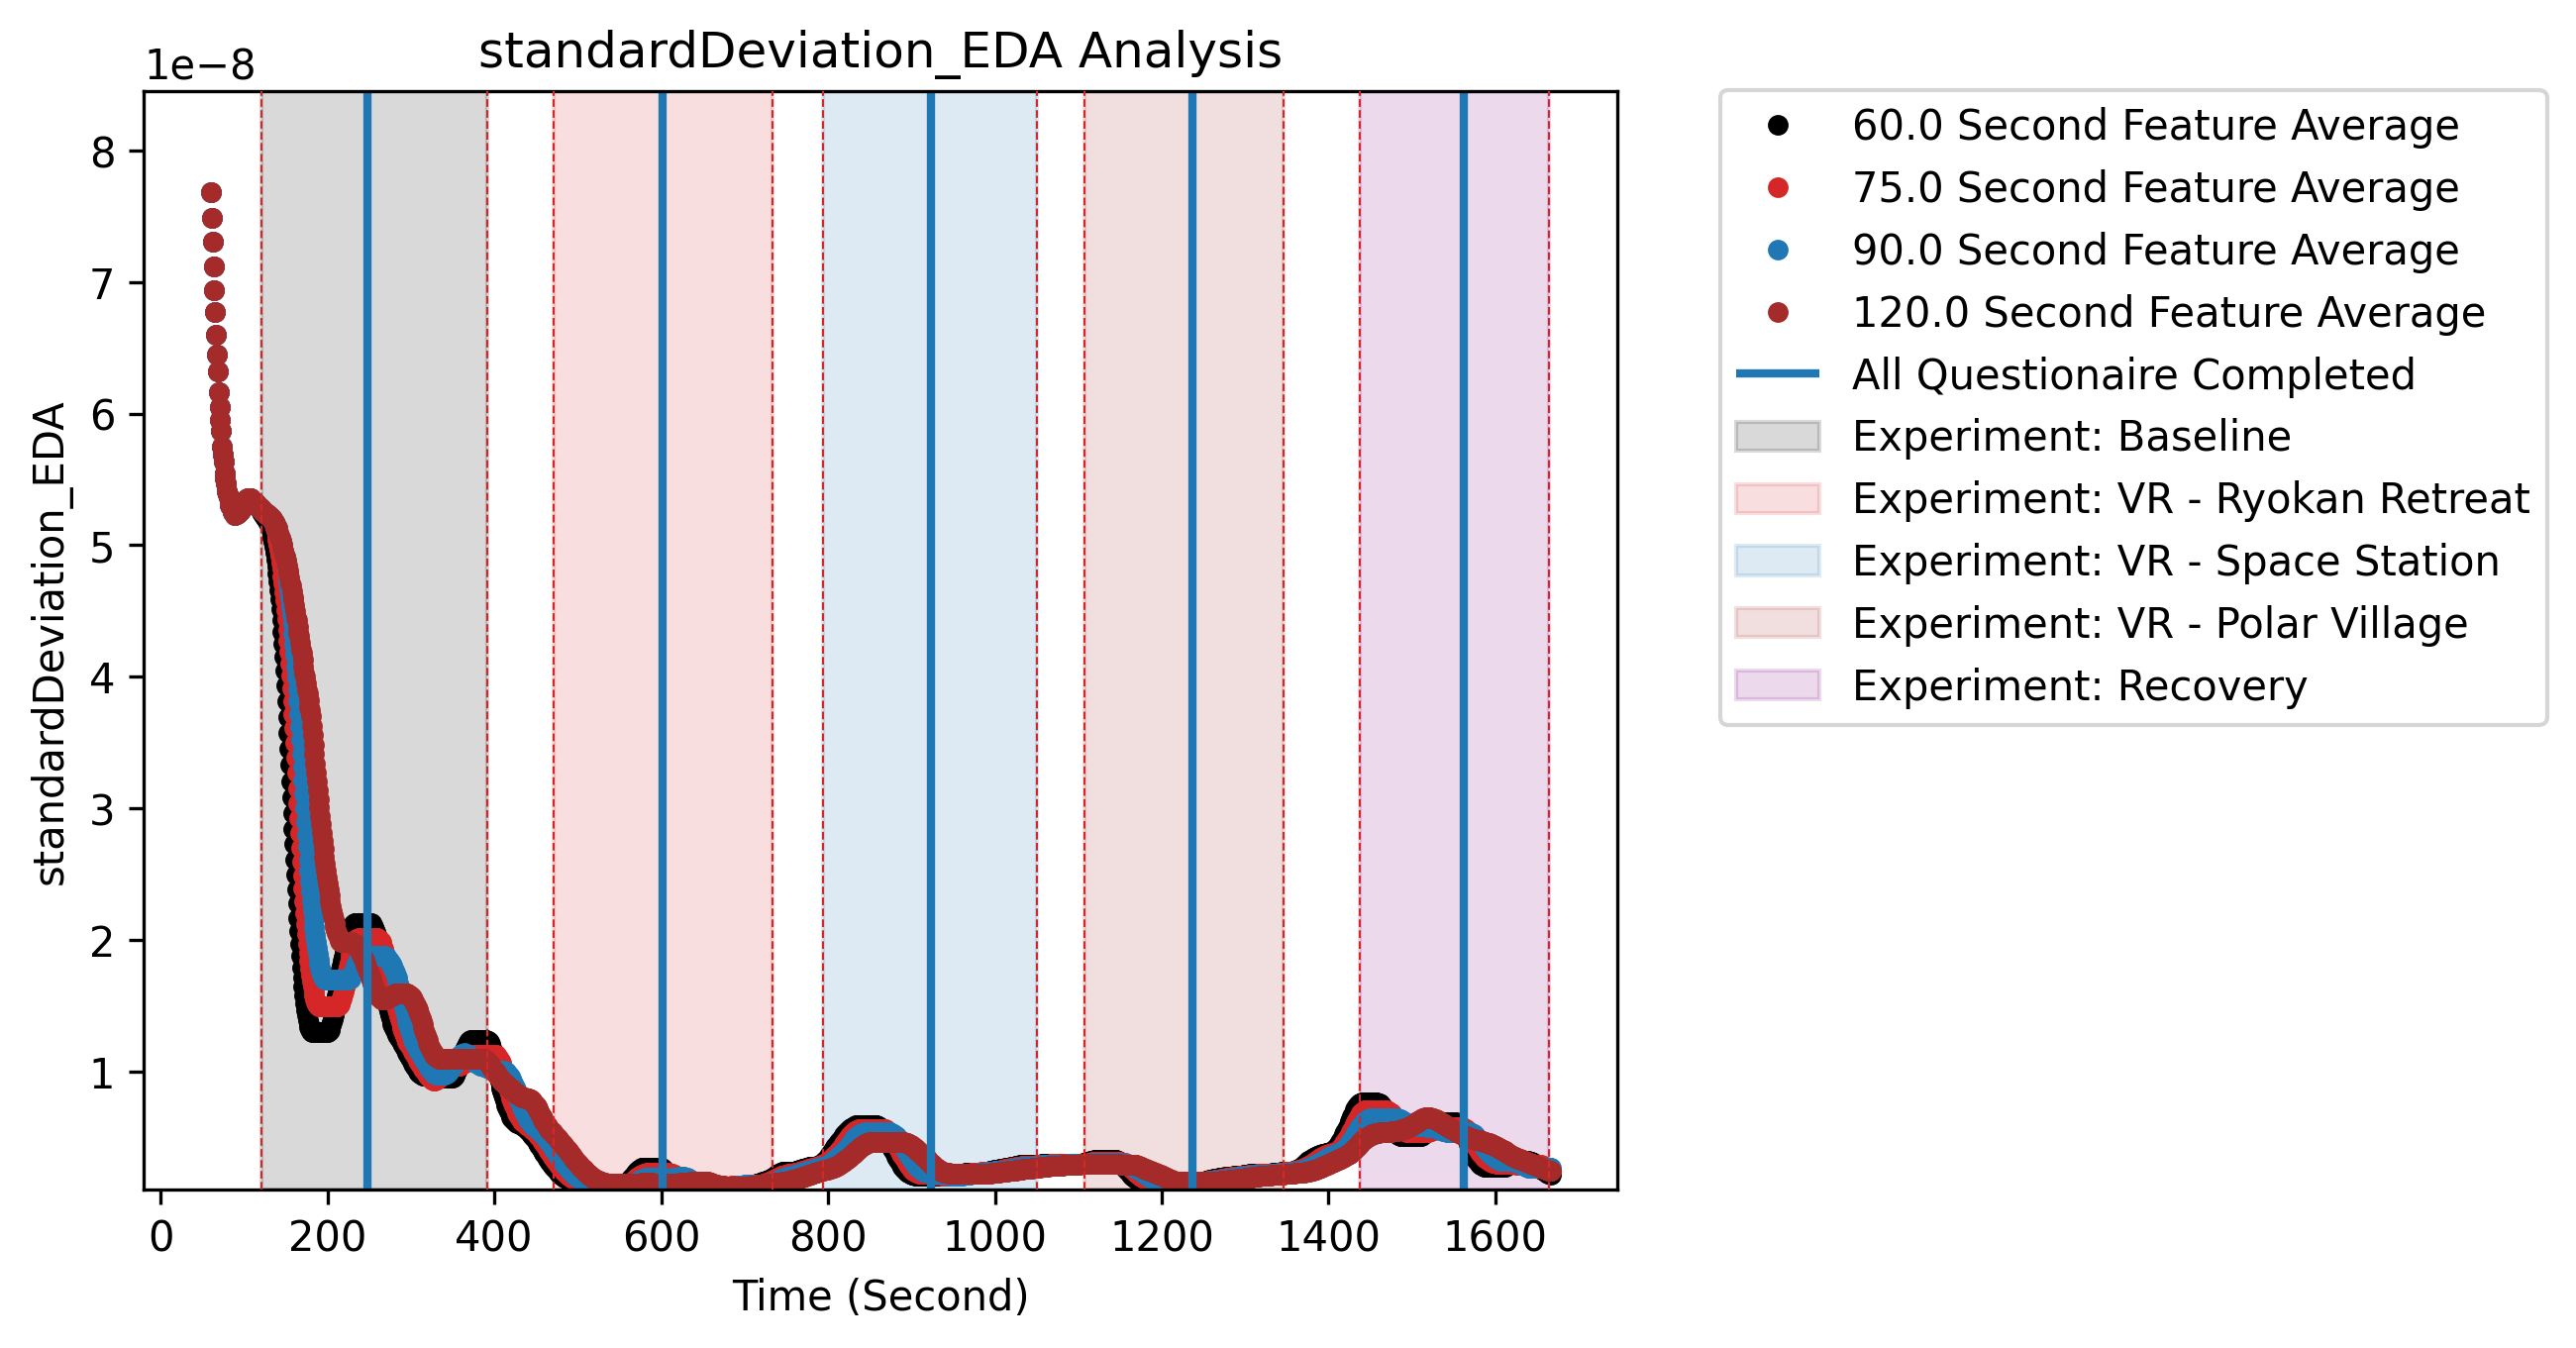 standardDeviation_EDA Analysis
1e−8
8
7
6
5
4
3
2
1
standardDeviation_EDA
0 200 400 600 800 1000 1200 1400 1600
Time (Second)
60.0 Second Feature Average
75.0 Second Feature Average
90.0 Second Feature Average
120.0 Second Feature Average
All Questionaire Completed
Experiment: Baseline
Experiment: VR - Ryokan Retreat
Experiment: VR - Space Station
Experiment: VR - Polar Village
Experiment: Recovery